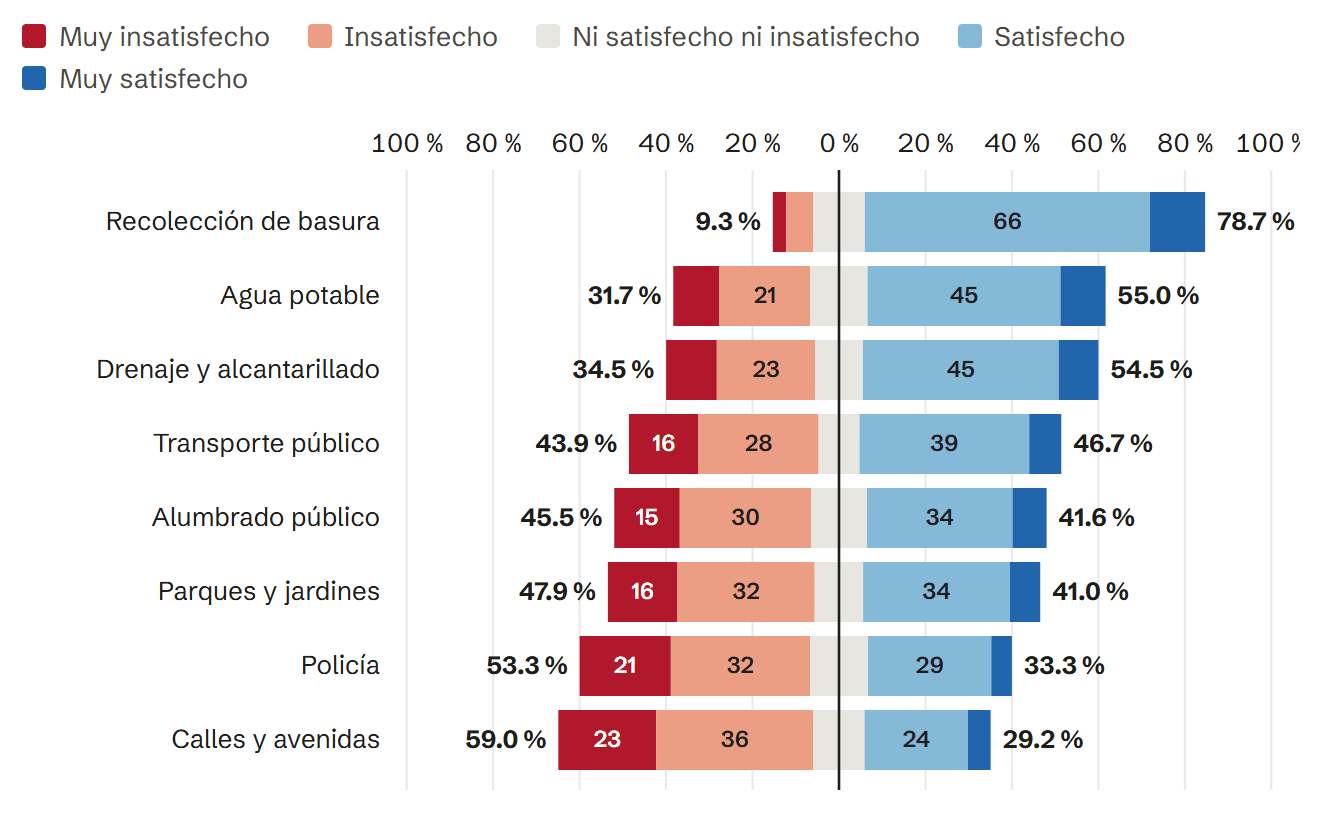 Muy insatisfecho Insatisfecho Ni satisfecho ni insatisfecho Satisfecho
Muy satisfecho
100 % 80 % 60 % 40 % 20 % 0 % 20 % 40 % 60 % 80 % 100 %
Recolección de basura 9.3 % 66 78.7 %
Agua potable 31.7 % 21 45 55.0 %
Drenaje y alcantarillado 34.5 % 23 45 54.5 %
Transporte público 43.9 % 16 28 39 46.7 %
Alumbrado público 45.5 % 15 30 34 41.6 %
Parques y jardines 47.9 % 16 32 34 41.0 %
Policía 53.3 % 21 32 29 33.3 %
Calles y avenidas 59.0 % 23 36 24 29.2 %